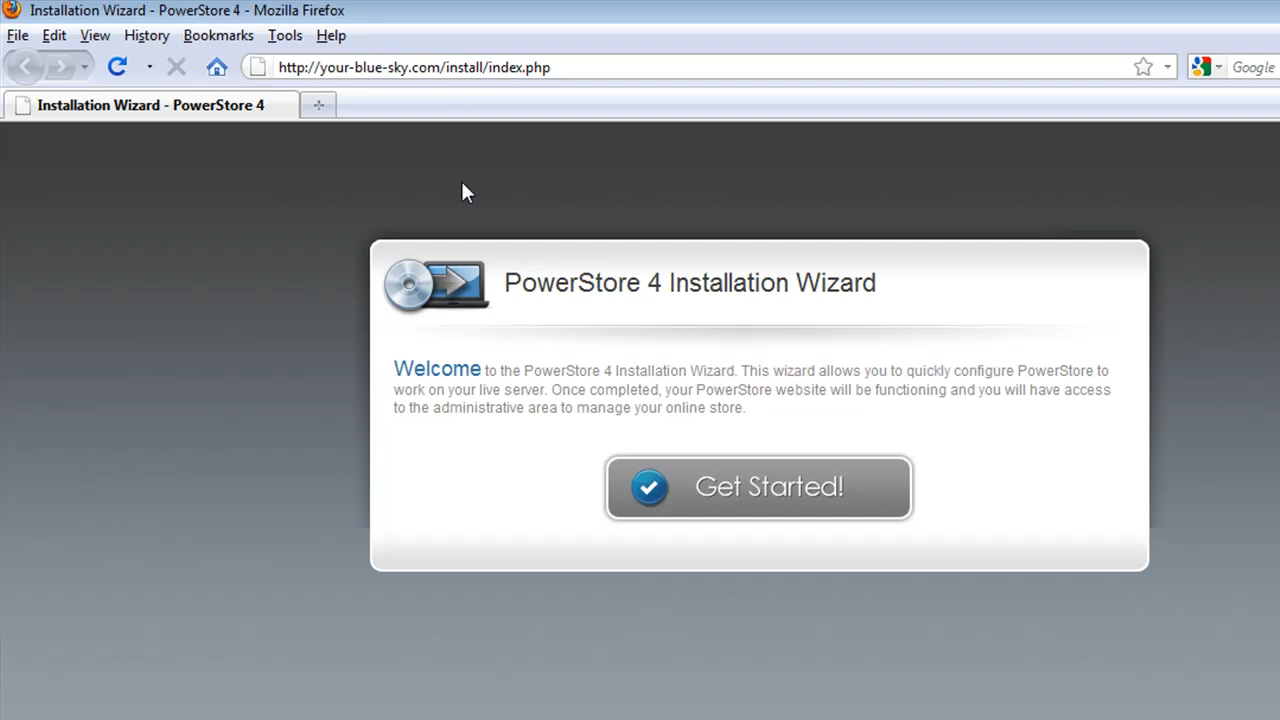 Installation Wizard - PowerStore 4 - Mozilla Firefox
File Edit View History Bookmarks Tools Help
http://your-blue-sky.com/install/index.php Google
Installation Wizard - PowerStore 4
PowerStore 4 Installation Wizard
Welcome to the PowerStore 4 Installation Wizard. This wizard allows you to quickly configure PowerStore to
work on your live server. Once completed, your PowerStore website will be functioning and you will have access
to the administrative area to manage your online store.
Get Started!